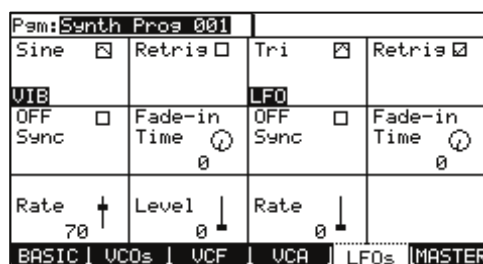 Pgm:Synth Prog 001
Sine Retrig Tri Retrig
VIB LFO
OFF Fade-in OFF Fade-in
Sync Time Sync Time
0 0
Rate Level Rate
70 0 0
BASIC VCOs VCF VCA LFOs MASTER